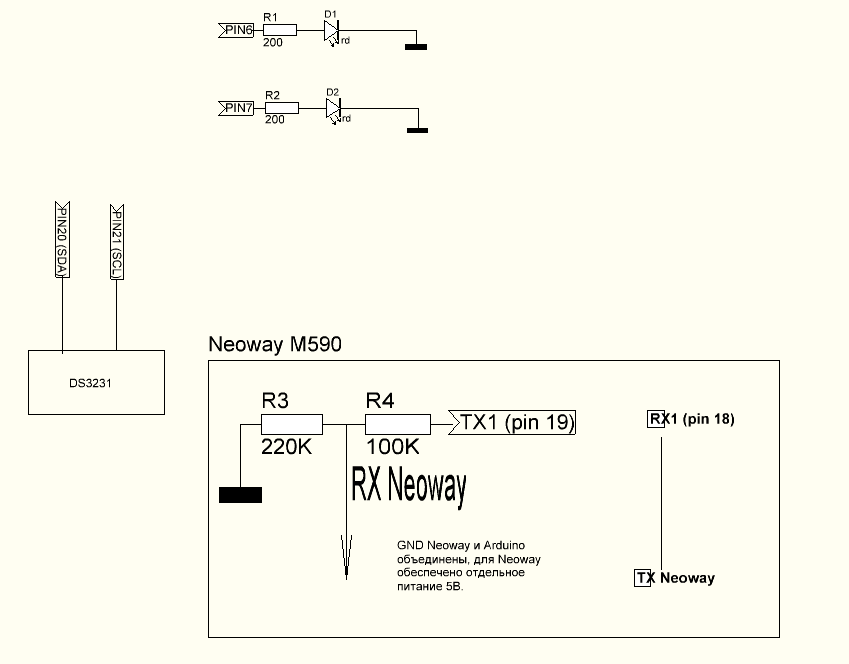 R1
D1
PIN6
200
rd
R2
D2
PIN7
200
rd
PIN20 (SDA)
PIN21 (SCL)
DS3231
Neoway M590
R3
R4
TX1 (pin 19)
RX1 (pin 18)
220K
100K
RX Neoway
GND Neoway и Arduino
объединены, для Neoway
обеспечено отдельное
питание 5В.
TX Neoway